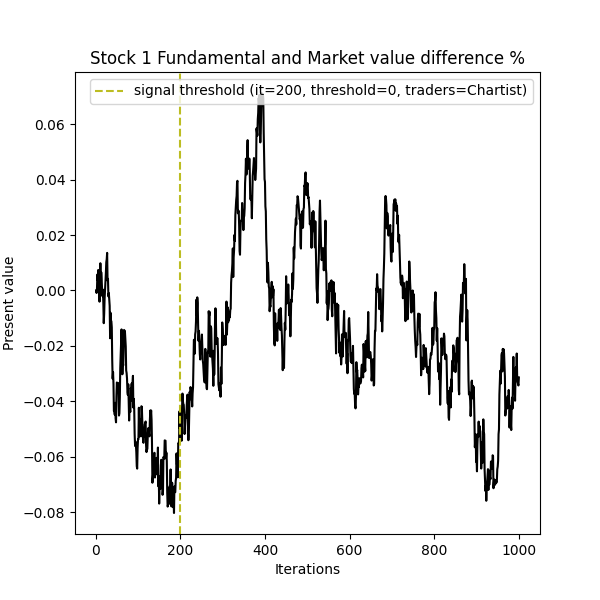 Stock 1 Fundamental and Market value difference %
signal threshold (it=200, threshold=0, traders=Chartist)
Present value
0.06
0.04
0.02
0.00
−0.02
−0.04
−0.06
−0.08
0 200 400 600 800 1000
Iterations